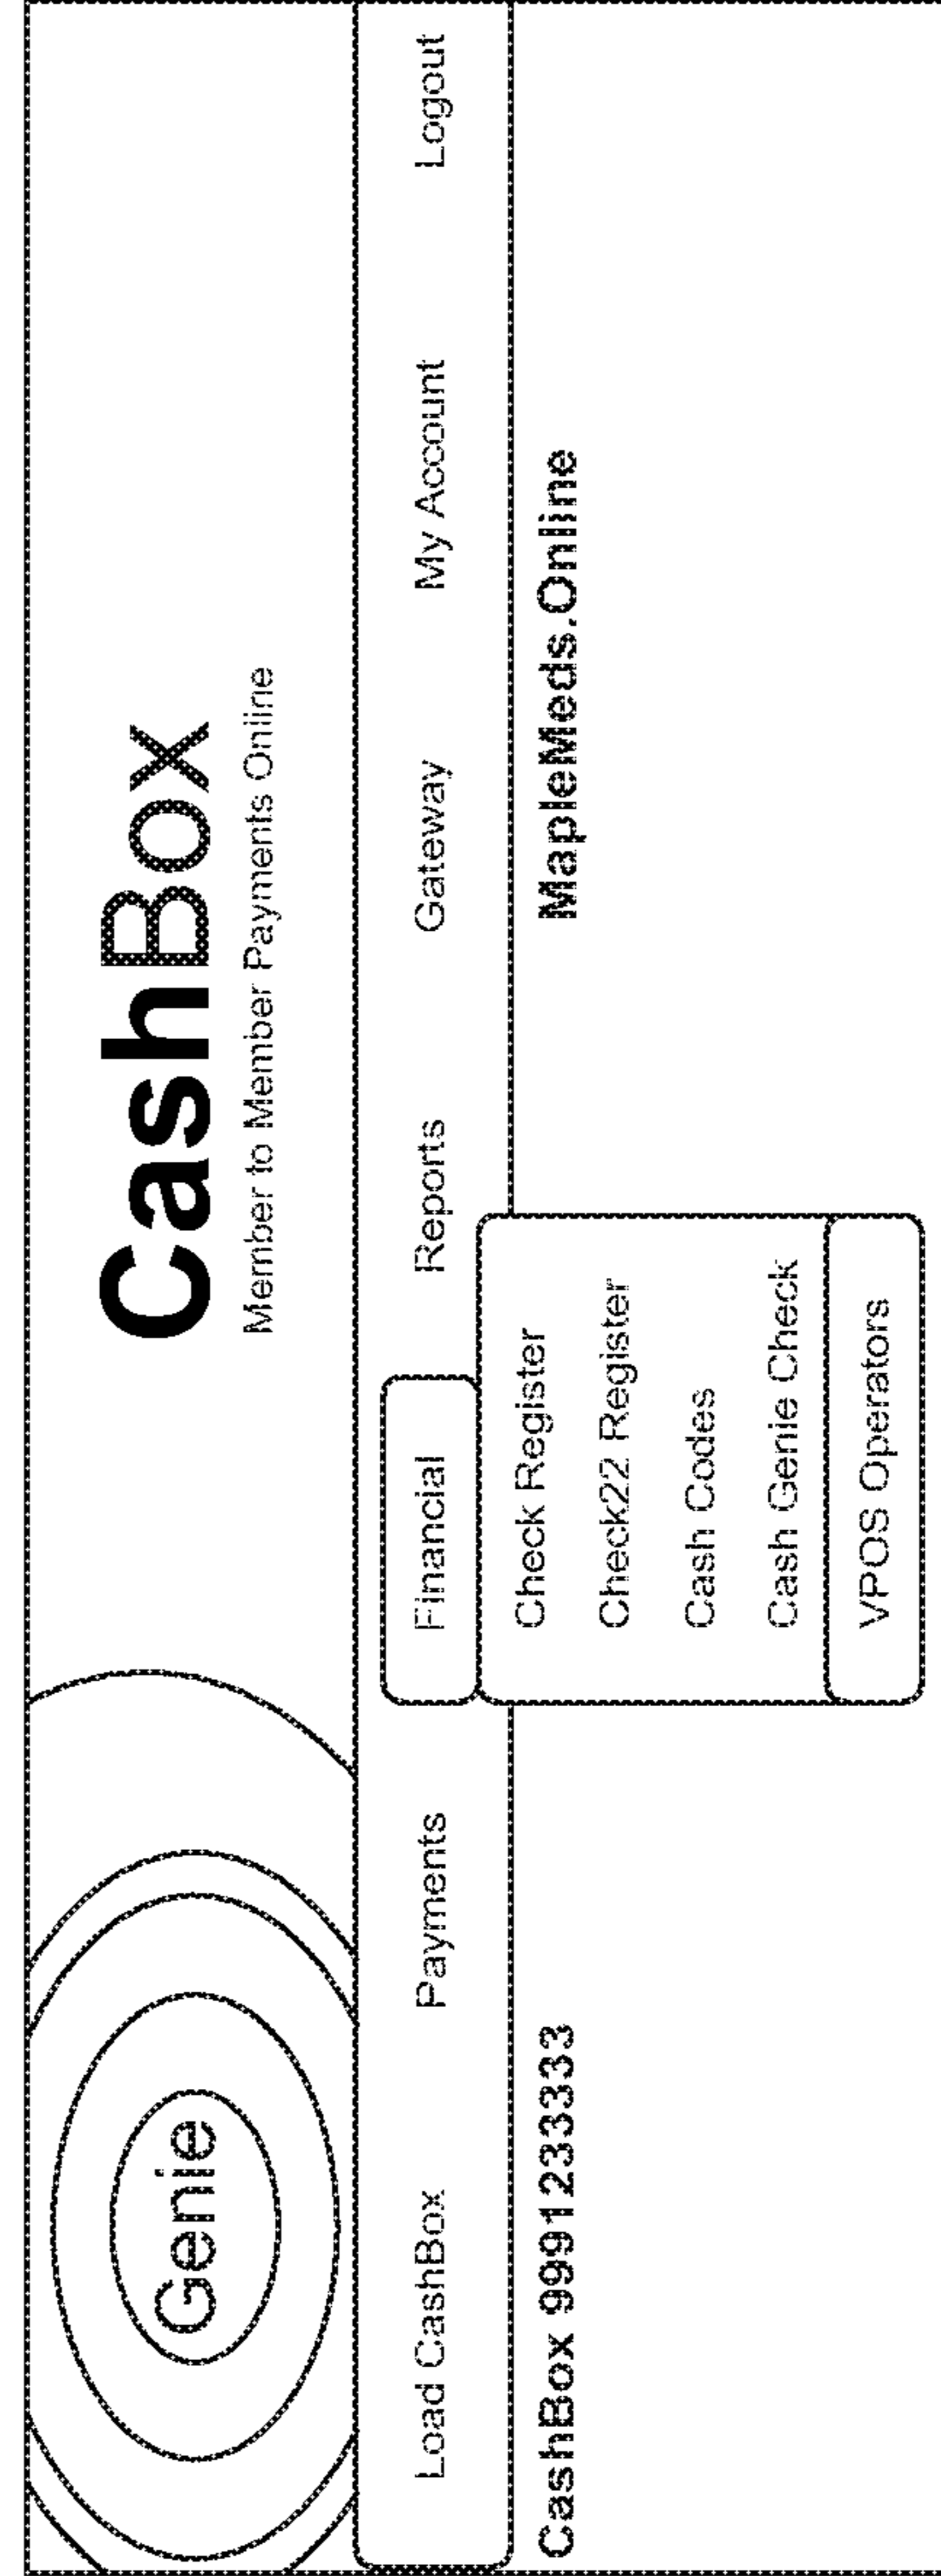 Genie
CashBox
Member to Member Payments Online
Load CashBox Payments Financial Reports Gateway My Account Logout
CashBox 9991233333 MapleMeds.Online
Check Register
Check22 Register
Cash Codes
Cash Genie Check
VPOS Operators